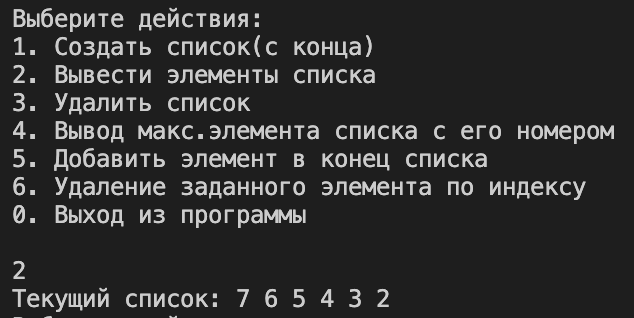 Выберите действия:
1. Создать список(с конца)
2. Вывести элементы списка
3. Удалить список
4. Вывод макс.элемента списка с его номером
5. Добавить элемент в конец списка
6. Удаление заданного элемента по индексу
0. Выход из программы
2
Текущий список: 7 6 5 4 3 2